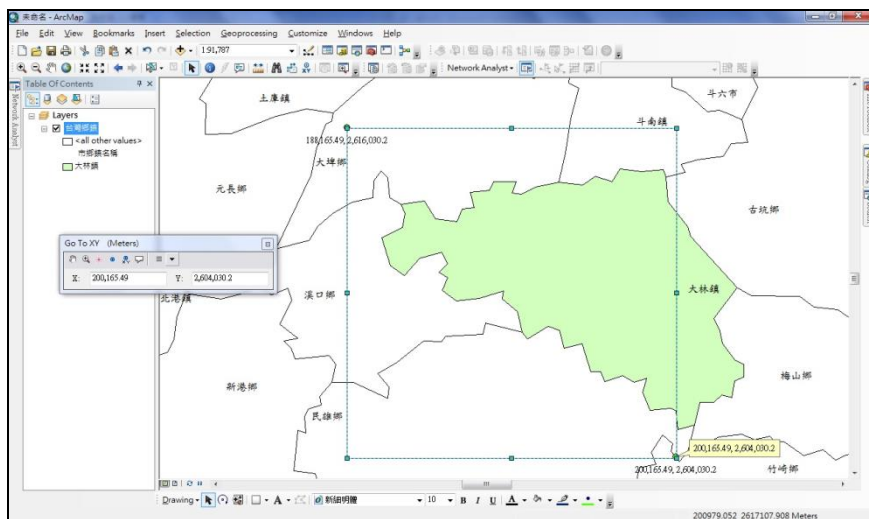 未命名 - ArcMap
File Edit View Bookmarks Insert Selection Geoprocessing Customize Windows Help
1:91,787
Network Analyst
Table Of Contents
Layers
<all other values>
市鄉鎮名稱
大林鎮
Network Analyst
土庫鎮
斗六市
斗南鎮
188,165.49, 2,616,030.2
大埤鄉
元長鄉
古坑鄉
Go To XY (Meters)
X: 200,165.49 Y: 2,604,030.2
北港鎮
溪口鄉
大林鎮
新港鄉
梅山鄉
民雄鄉
200,165.49, 2,604,030.2
200,165.49, 2,604,030.2
竹崎鄉
Drawing
新細明體
10
B I U A
200979.052 2617107.908 Meters